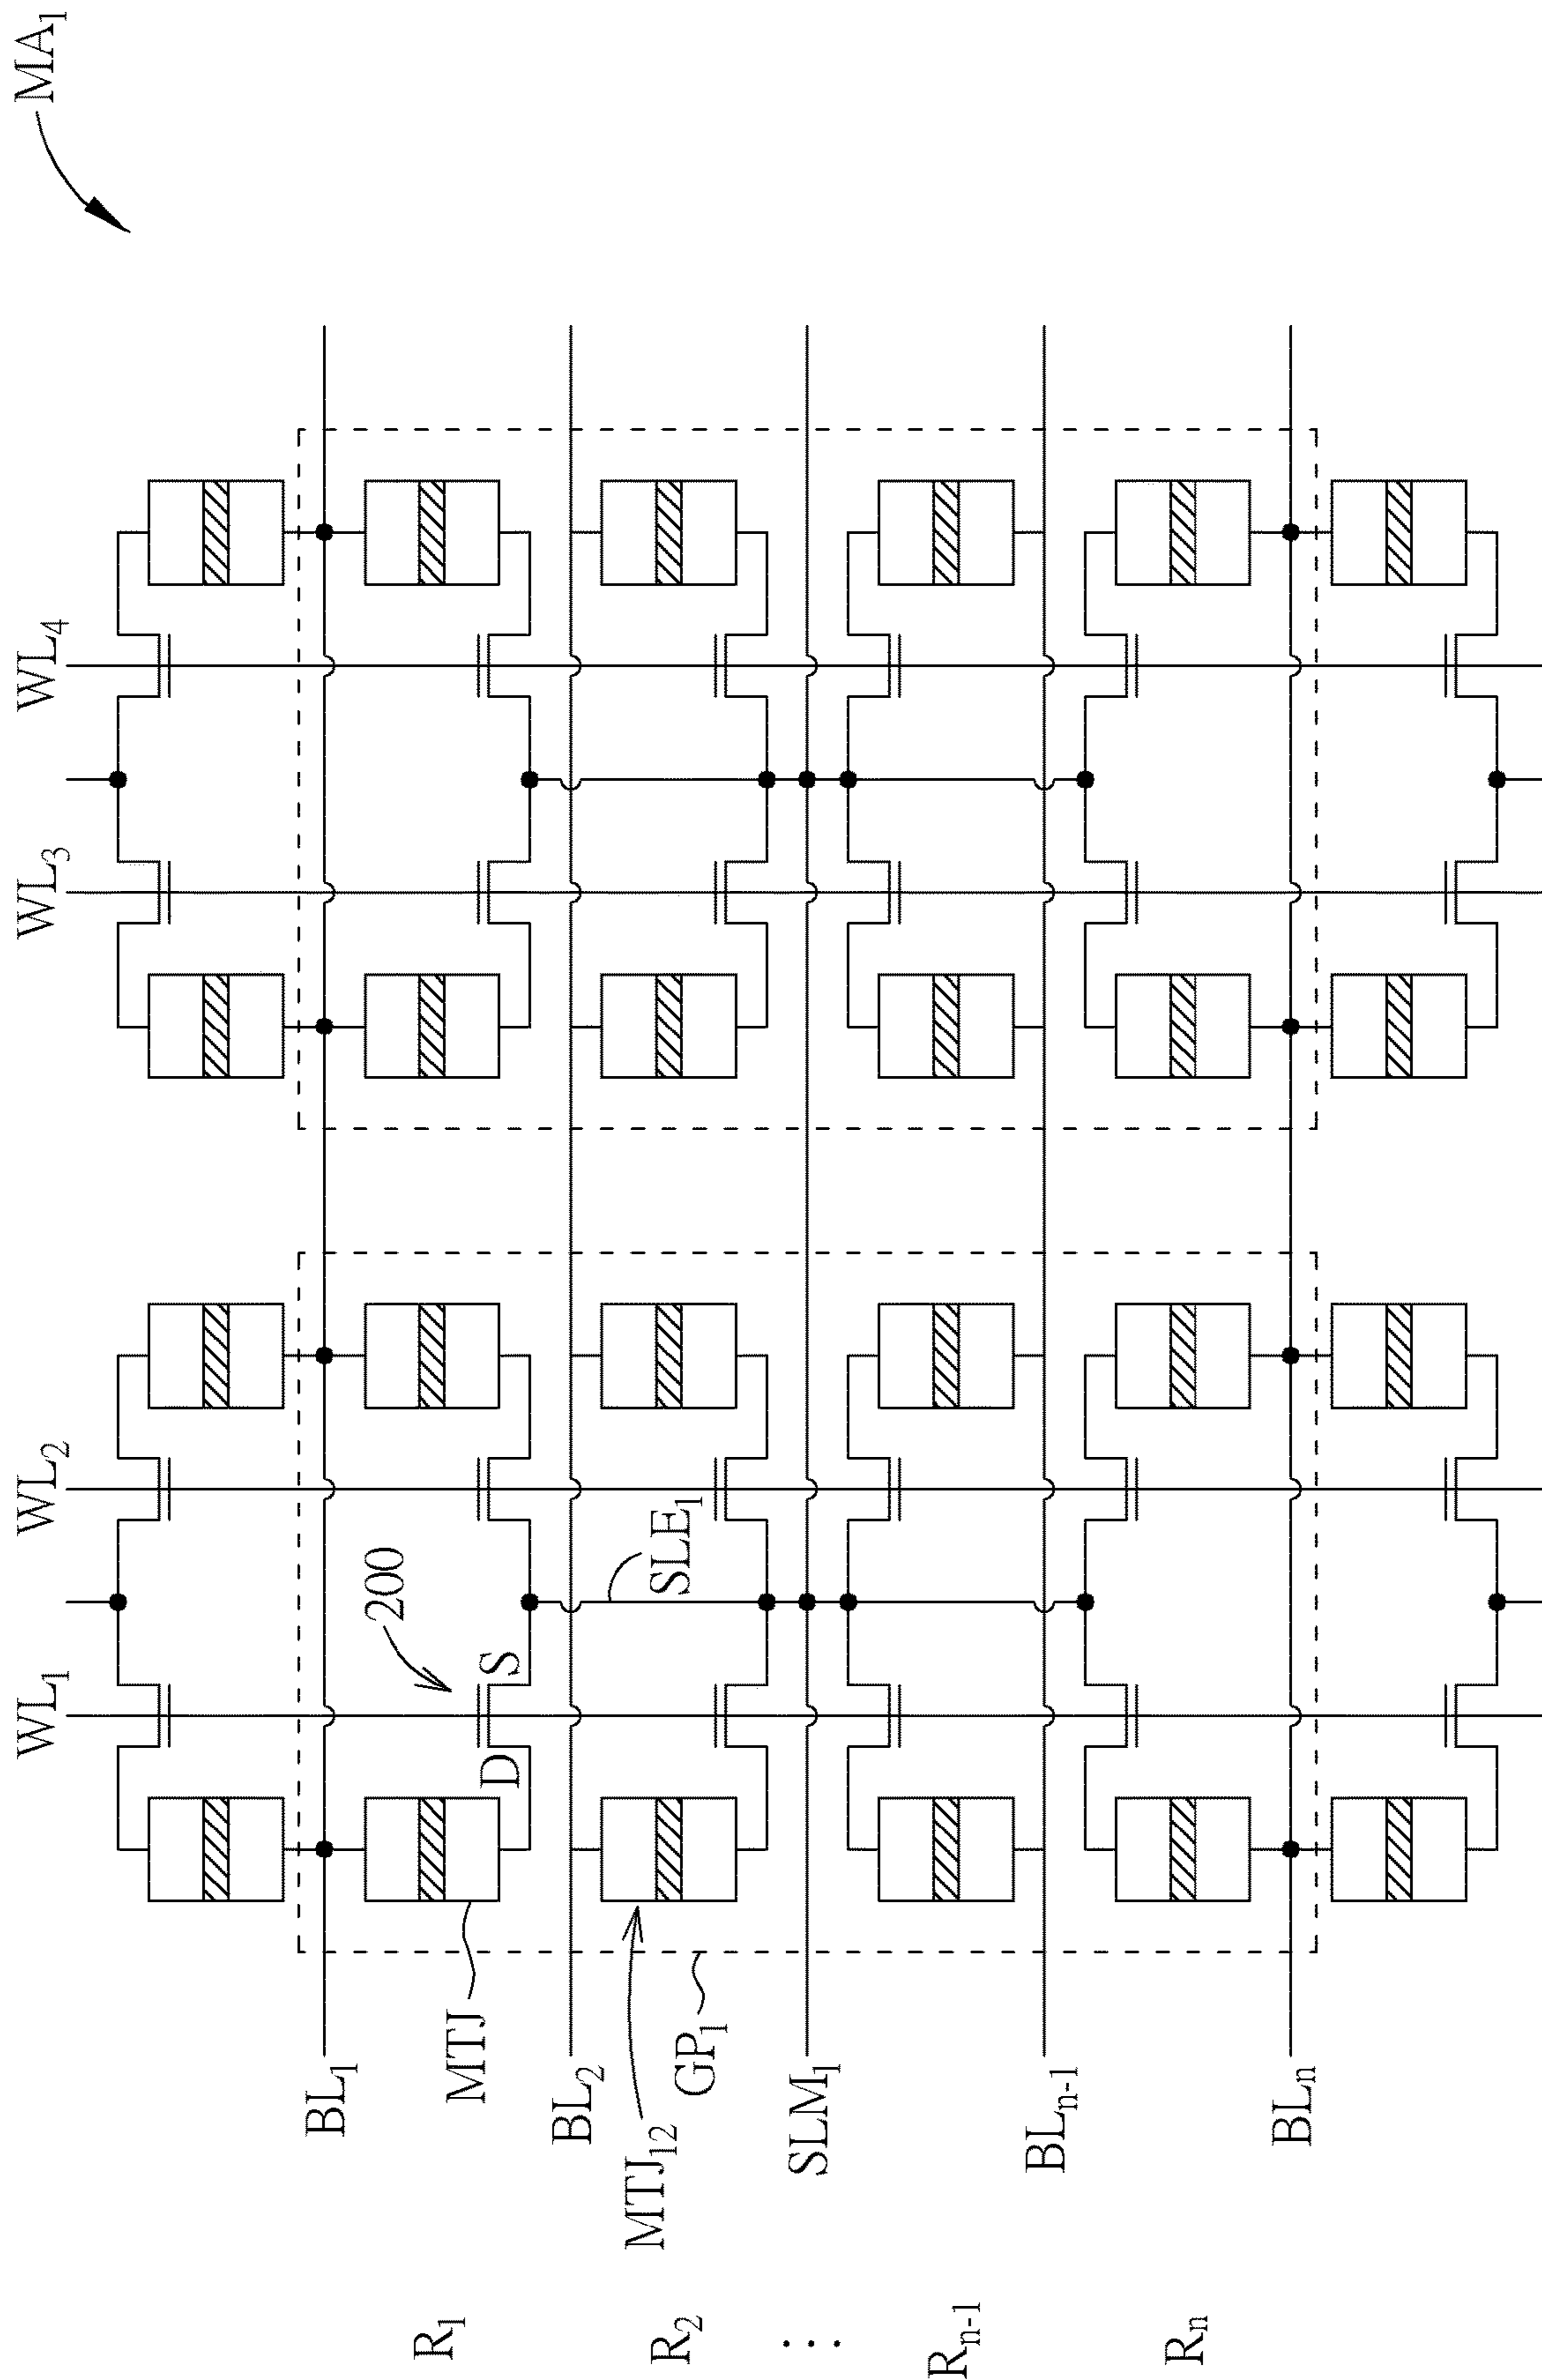 MA₁
WL₁
WL₂
WL₃
WL₄
BL₁
R₁
MTJ
D
S
200
BL₂
R₂
MTJ₁₂
SLE₁
GP₁
⋮
SLM₁
Rₙ₋₁
BLₙ₋₁
Rₙ
BLₙ